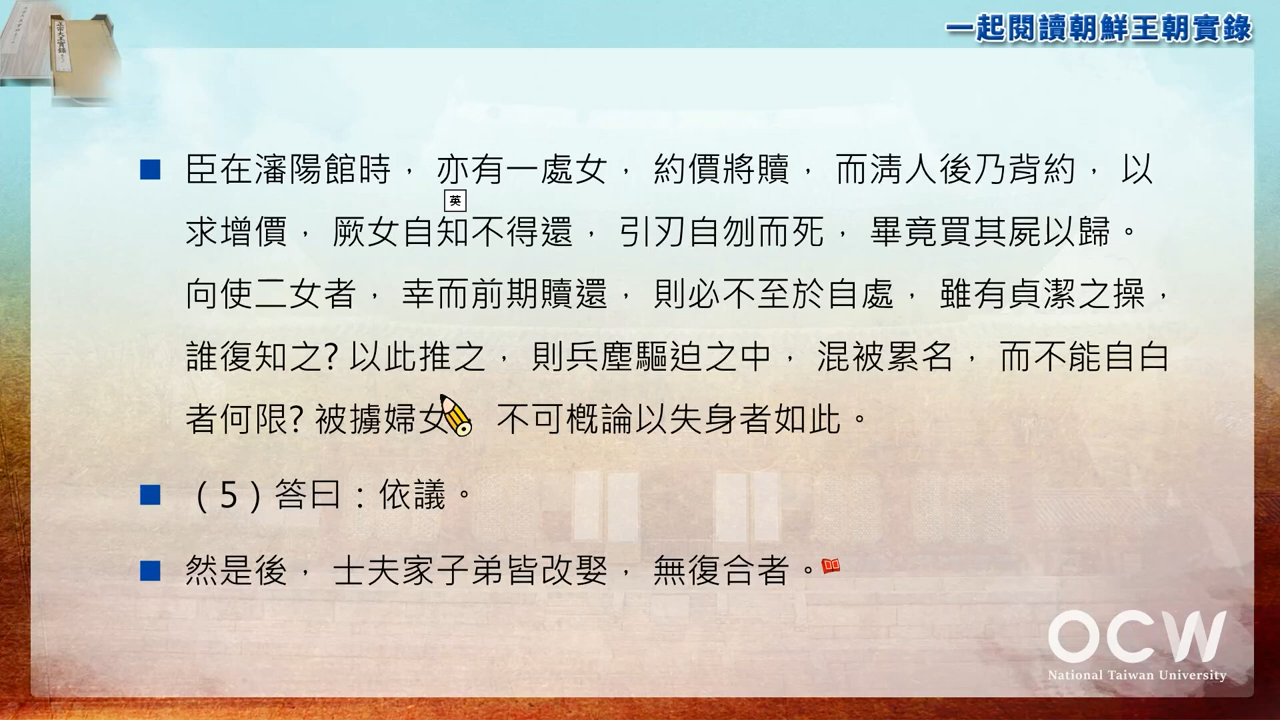 一起閱讀朝鮮王朝實錄
臣在瀋陽館時，亦有一處女，約價將贖，而淸人後乃背約，以
英
求增價，厥女自知不得還，引刃自刎而死，畢竟買其屍以歸。
向使二女者，幸而前期贖還，則必不至於自處，雖有貞潔之操，
誰復知之?以此推之，則兵塵驅迫之中，混被累名，而不能自白
者何限?被擄婦女 不可槪論以失身者如此。
（5）答曰：依議。
然是後，士夫家子弟皆改娶，無復合者。
OCW
National Taiwan University